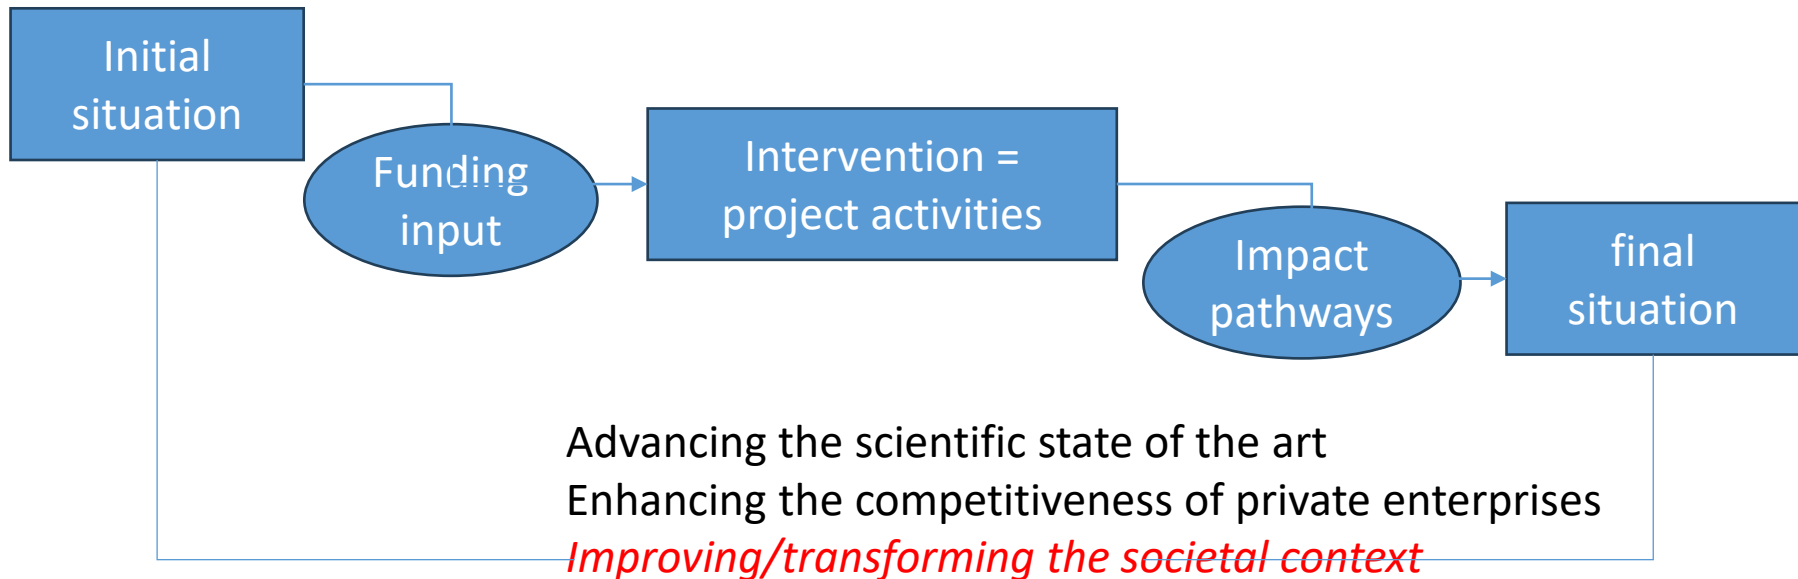 Initial
situation
Funding
input
Intervention =
project activities
Impact
pathways
final
situation
Advancing the scientific state of the art
Enhancing the competitiveness of private enterprises
Improving/transforming the societal context